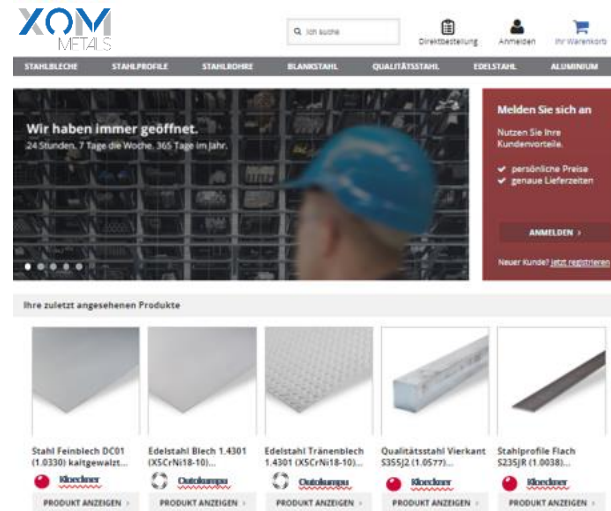 XOM
METALS
Ich suche
Direktbestellung
Anmelden
Ihr Warenkorb
STAHLBLECHE STAHLPROFILE STAHLROHRE BLANKSTAHL QUALITÄTSSTAHL EDELSTAHL ALUMINIUM
Wir haben immer geöffnet.
24 Stunden. 7 Tage die Woche. 365 Tage im Jahr.
Melden Sie sich an
Nutzen Sie Ihre
Kundenvorteile.
persönliche Preise
genaue Lieferzeiten
ANMELDEN
Neuer Kunde? Jetzt registrieren
Ihre zuletzt angesehenen Produkte
Stahl Feinblech DC01
(1.0330) kaltgewalzt...
Kloeckner
PRODUKT ANZEIGEN
Edelstahl Blech 1.4301
(X5CrNi18-10)...
Outokumpu
PRODUKT ANZEIGEN
Edelstahl Tränenblech
1.4301 (X5CrNi18-10)...
Outokumpu
PRODUKT ANZEIGEN
Qualitätsstahl Vierkant
S355J2 (1.0577)...
Kloeckner
PRODUKT ANZEIGEN
Stahlprofile Flach
S235JR (1.0038)...
Kloeckner
PRODUKT ANZEIGEN